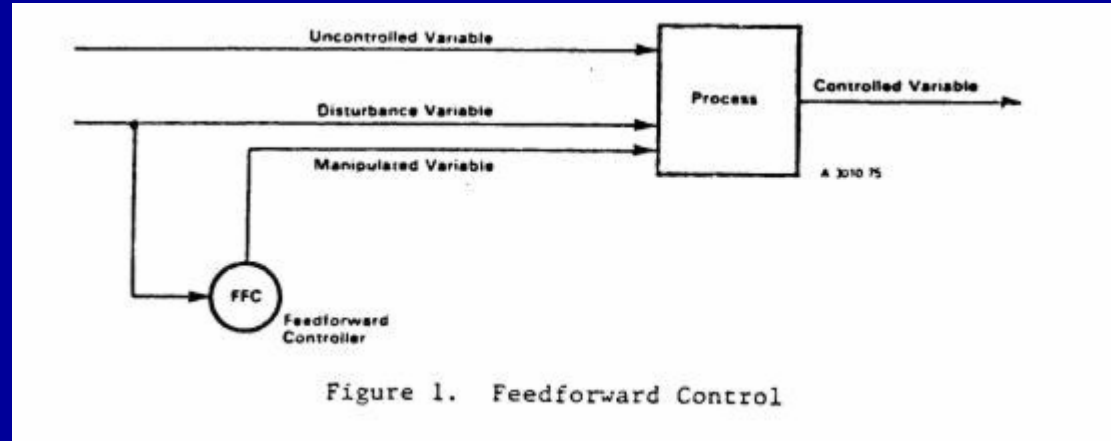 Uncontrolled Variable
Process
Controlled Variable
Disturbance Variable
Manipulated Variable
A 3010 75
FFC
Feedforward
Controller
Figure 1. Feedforward Control